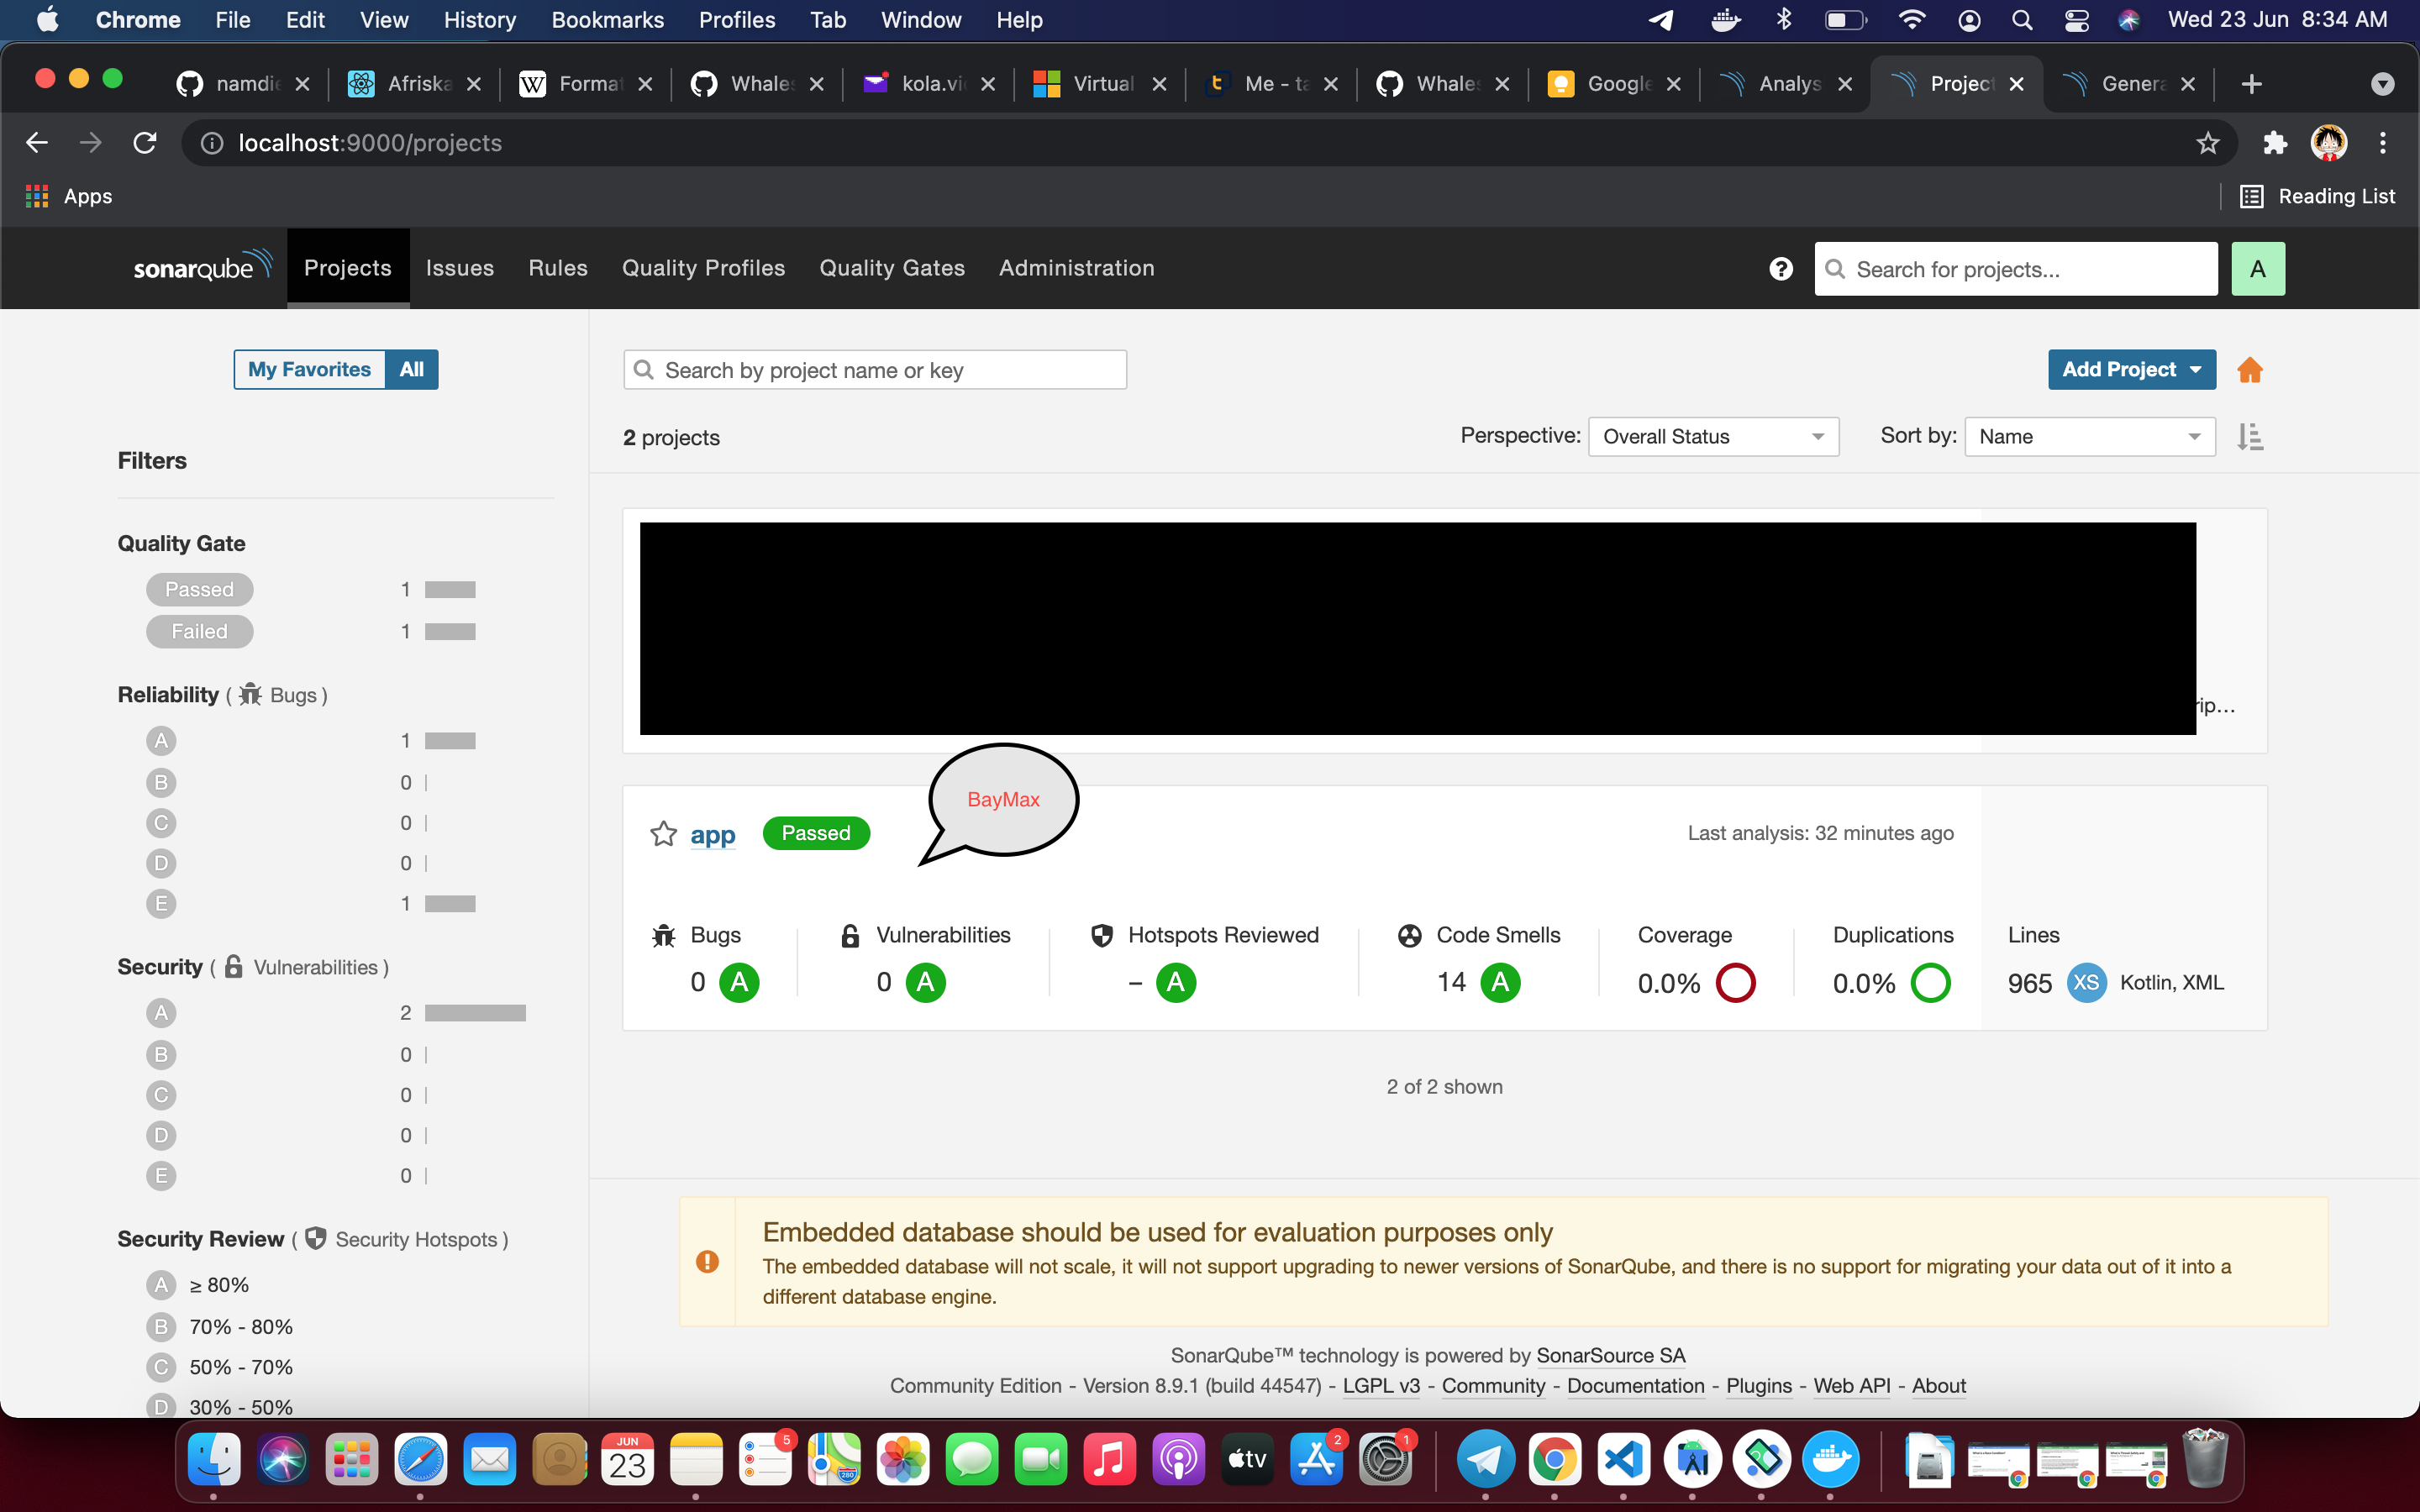 Chrome File Edit View History Bookmarks Profiles Tab Window Help Wed 23 Jun 8:34 AM
namdie Afriska Format Whales kola.vic Virtual Me - ta Whales Google Analys Project Genera
localhost:9000/projects
Apps Reading List
sonarqube Projects Issues Rules Quality Profiles Quality Gates Administration ? Search for projects... A
My Favorites All Search by project name or key Add Project
2 projects Perspective: Overall Status Sort by: Name
Filters
Quality Gate
Passed 1
Failed 1
Reliability ( Bugs )
A 1
B 0
C 0
D 0
E 1
Security ( Vulnerabilities )
A 2
B 0
C 0
D 0
E 0
Security Review ( Security Hotspots )
A ≥ 80%
B 70% - 80%
C 50% - 70%
D 30% - 50%
rip...
BayMax
app Passed Last analysis: 32 minutes ago
Bugs Vulnerabilities Hotspots Reviewed Code Smells Coverage Duplications Lines
0 A 0 A – A 14 A 0.0% 0.0% 965 XS Kotlin, XML
2 of 2 shown
Embedded database should be used for evaluation purposes only
The embedded database will not scale, it will not support upgrading to newer versions of SonarQube, and there is no support for migrating your data out of it into a
different database engine.
SonarQube™ technology is powered by SonarSource SA
Community Edition - Version 8.9.1 (build 44547) - LGPL v3 - Community - Documentation - Plugins - Web API - About
JUN
23 5 280 tv 2 1